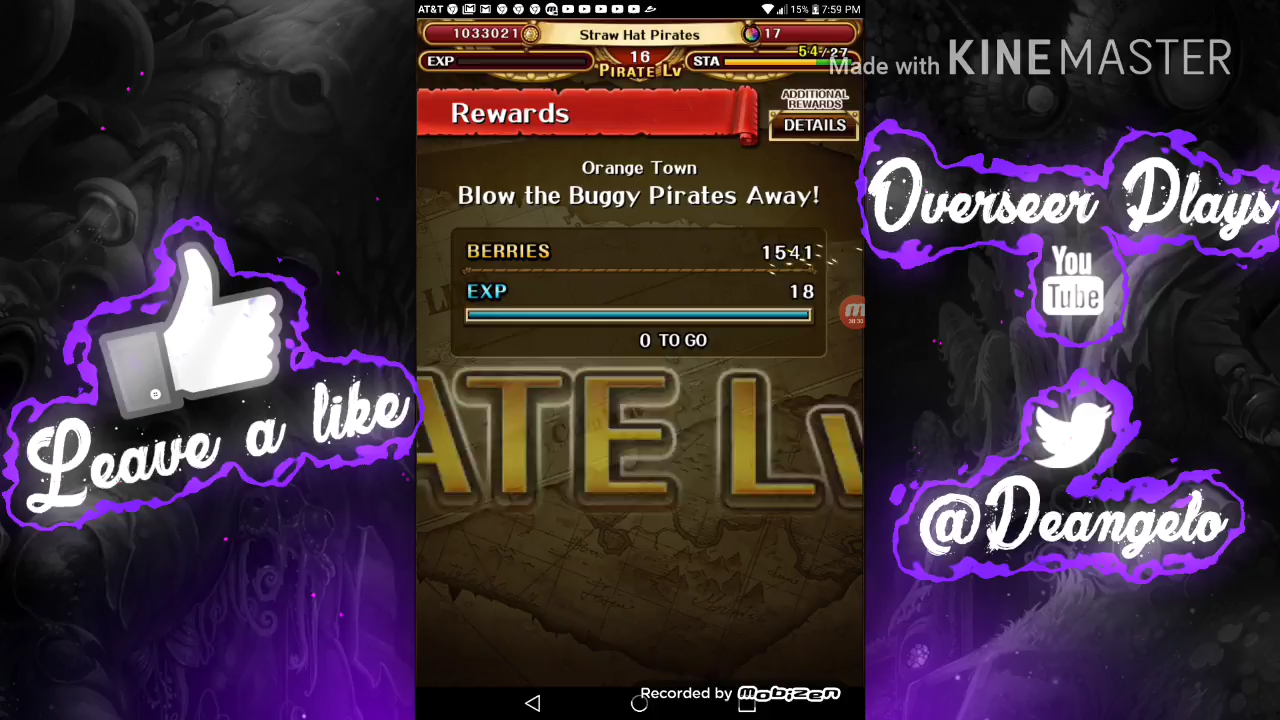 AT&T 15% 7:59 PM
1033021 Straw Hat Pirates 17
EXP 16 STA 54/27
PIRATE LV
Made with KINEMASTER
Rewards
ADDITIONAL
REWARDS
DETAILS
Orange Town
Blow the Buggy Pirates Away!
BERRIES 1541
EXP 18
0 TO GO
ATE LV
Leave a like
Overseer Plays
You
Tube
@Deangelo
Recorded by mobizen